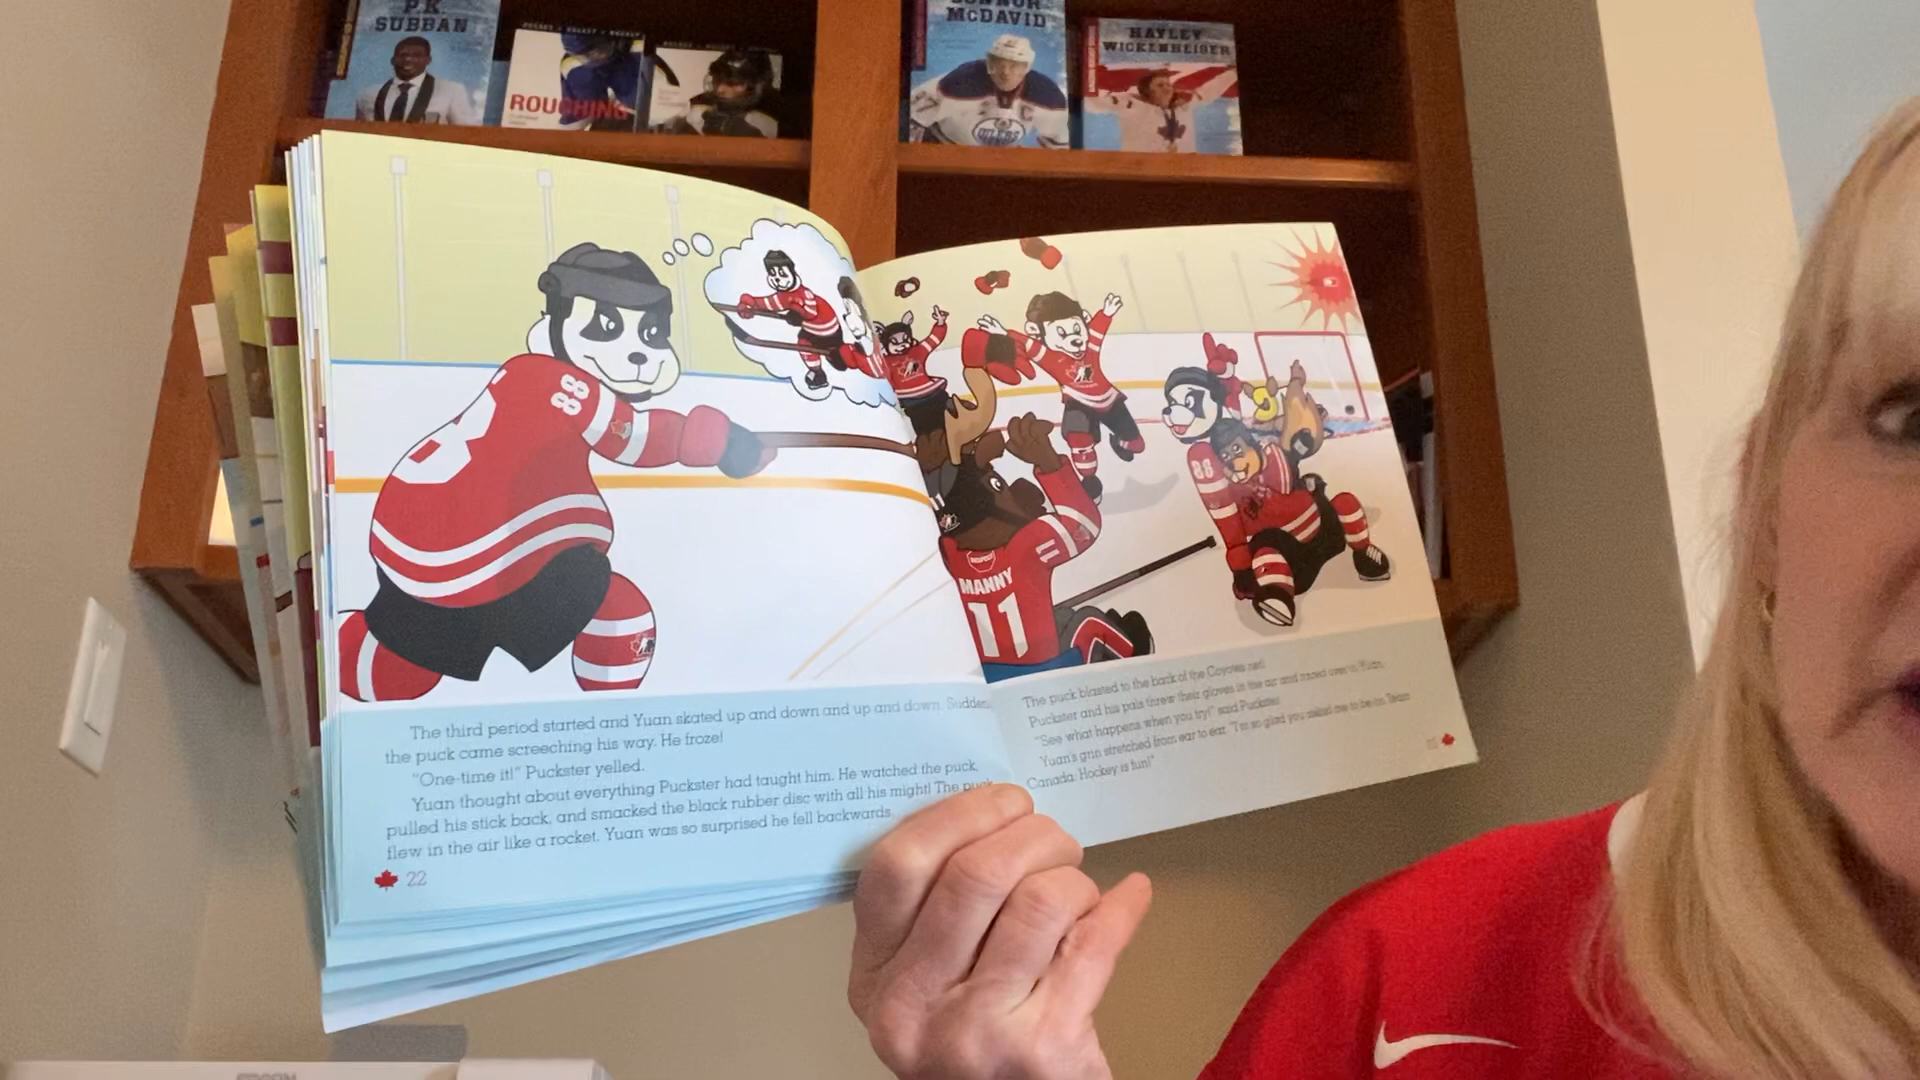 P.K.
SUBBAN
ROUGHING
McDAVID
HAYLEY
WICKENHEISER
OILERS
88
88
MANNY
11
11
The third period started and Yuan skated up and down and up and down.
the puck came screeching his way. He froze!
"One-time it!" Puckster yelled.
Yuan thought about everything Puckster had taught him. He watched the puck,
pulled his stick back, and smacked the black rubber disc with all his might! The puck
flew in the air like a rocket. Yuan was so surprised he fell backwards.
22
The puck blasted to the back of the Coyotes net!
Puckster and his pals threw their gloves in the air and raced over to Yuan.
"See what happens when you try!" said Puckster.
Yuan's grin stretched from ear to ear. "I'm so glad you asked me to be on Team
Canada. Hockey is fun!"